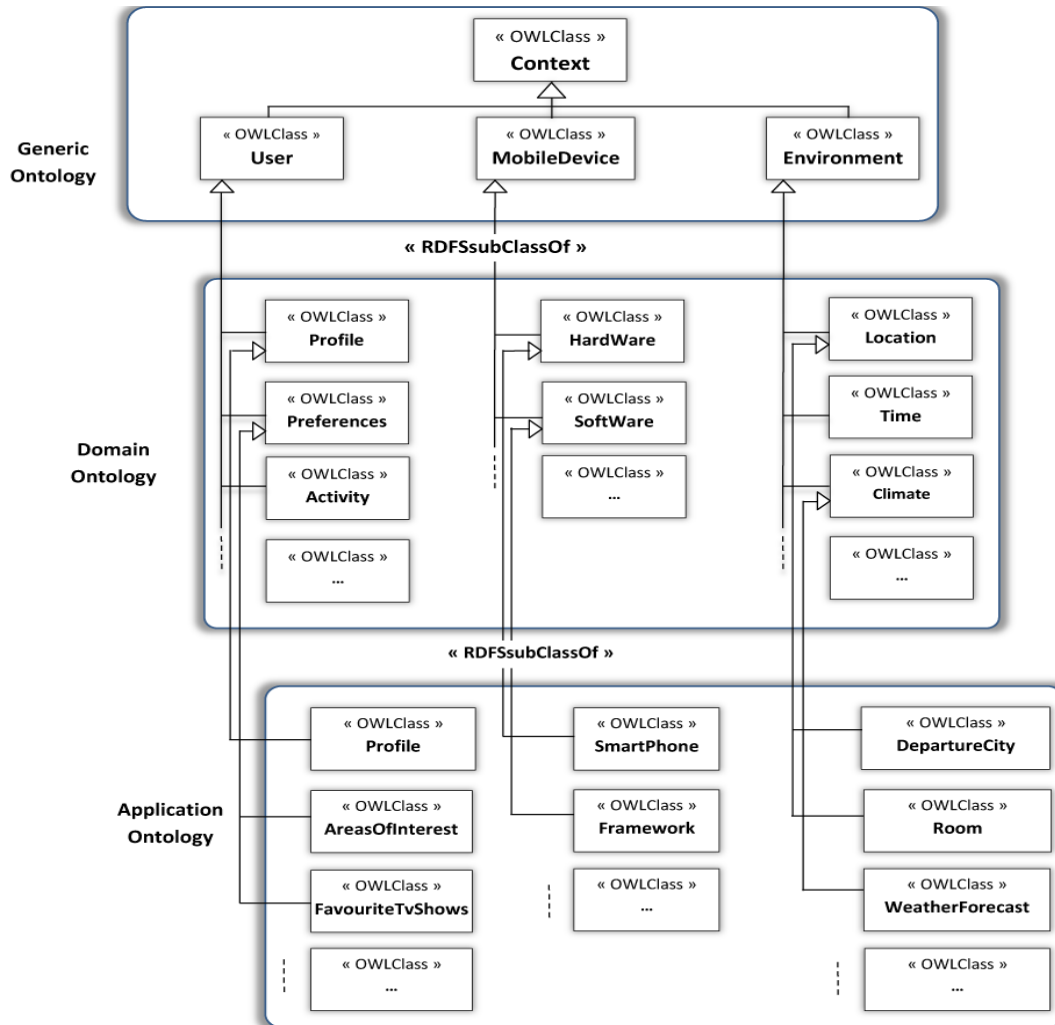 « OWLClass »
Context
« OWLClass »
User
« OWLClass »
MobileDevice
« OWLClass »
Environment
Generic
Ontology
« RDFSsubClassOf »
« OWLClass »
Profile
« OWLClass »
HardWare
« OWLClass »
Location
« OWLClass »
Preferences
« OWLClass »
SoftWare
« OWLClass »
Time
Domain
Ontology
« OWLClass »
Activity
« OWLClass »
...
« OWLClass »
Climate
« OWLClass »
...
« OWLClass »
...
« RDFSsubClassOf »
« OWLClass »
Profile
« OWLClass »
SmartPhone
« OWLClass »
DepartureCity
Application
Ontology
« OWLClass »
AreasOfInterest
« OWLClass »
Framework
« OWLClass »
Room
« OWLClass »
FavouriteTvShows
« OWLClass »
...
« OWLClass »
WeatherForecast
« OWLClass »
...
« OWLClass »
...